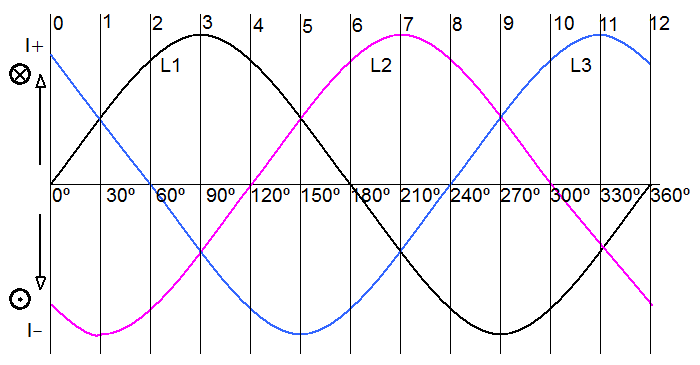 0 1 2 3 4 5 6 7 8 9 10 11 12
I+
L1 L2 L3
0º 30º 60º 90º 120º 150º 180º 210º 240º 270º 300º 330º 360º
I−